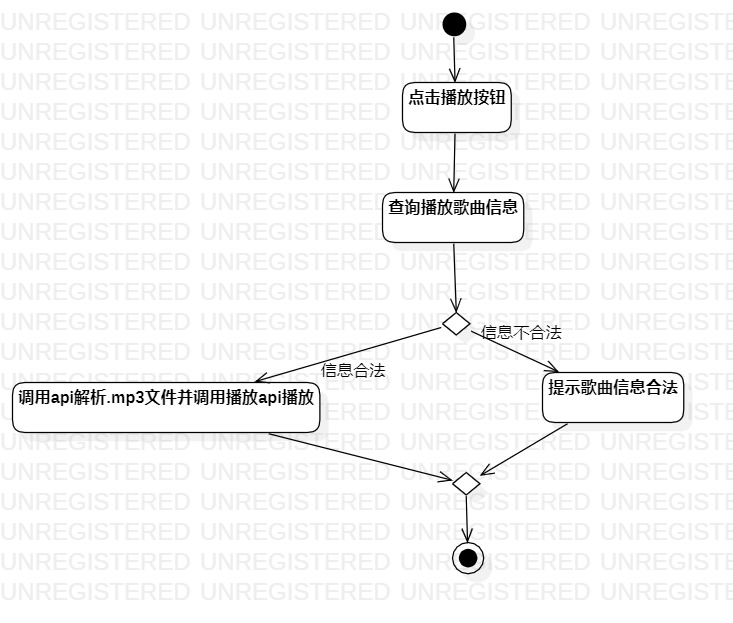 点击播放按钮
查询播放歌曲信息
信息不合法
信息合法
提示歌曲信息合法
调用api解析.mp3文件并调用播放api播放
UNREGISTERED UNREGISTERED UNREGISTERED UNREGISTERED